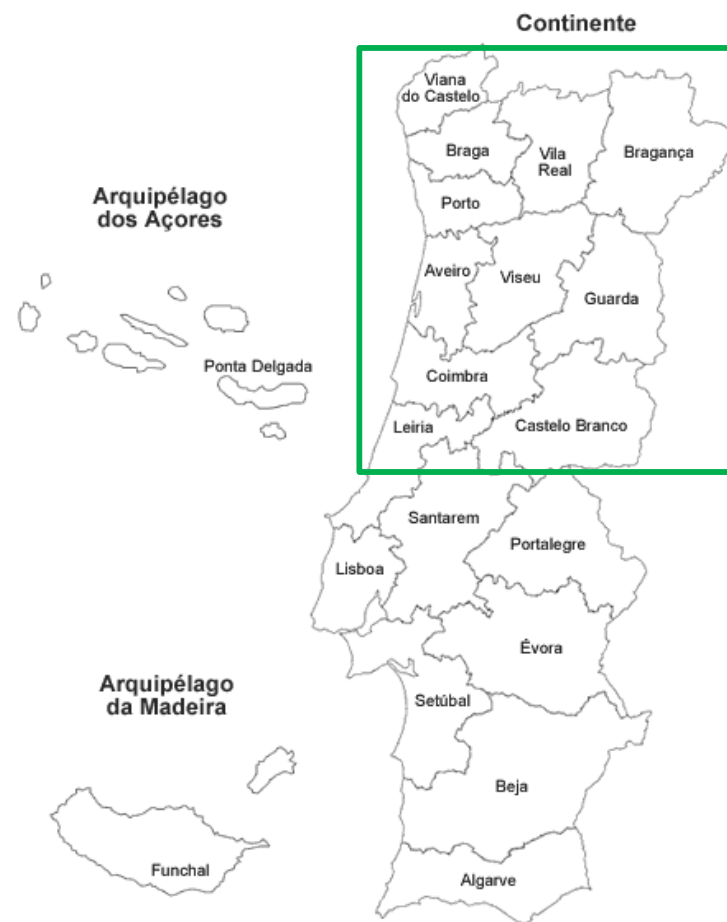 Continente
Viana
do Castelo
Braga
Vila
Real
Bragança
Arquipélago
dos Açores
Porto
Aveiro
Viseu
Guarda
Ponta Delgada
Coimbra
Leiria
Castelo Branco
Santarem
Portalegre
Lisboa
Êvora
Arquipélago
da Madeira
Setúbal
Beja
Funchal
Algarve